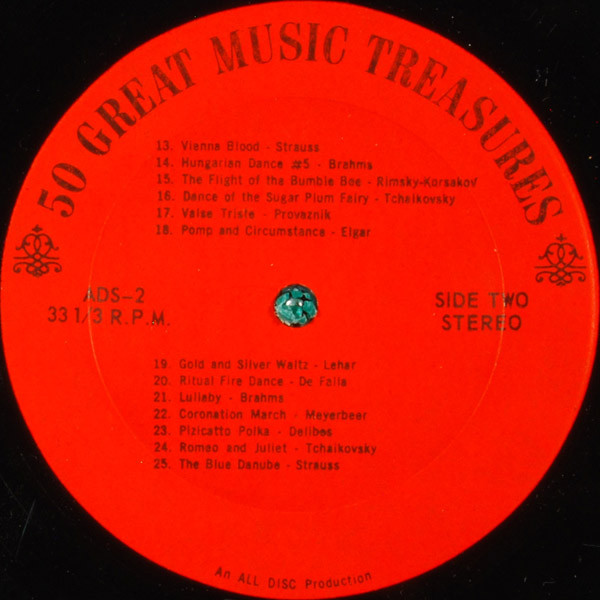 50 GREAT MUSIC TREASURES
13. Vienna Blood - Strauss
14. Hungarian Dance #5 - Brahms
15. The Flight of the Bumble Bee - Rimsky-Korsakov
16. Dance of the Sugar Plum Fairy - Tchaikovsky
17. Valse Triste - Provaznik
18. Pomp and Circumstance - Elgar
ADS-2
33 1/3 R.P.M.
SIDE TWO
STEREO
19. Gold and Silver Waltz - Lehar
20. Ritual Fire Dance - De Falla
21. Lullaby - Brahms
22. Coronation March - Meyerbeer
23. Pizicatto Polka - Delibes
24. Romeo and Juliet - Tchaikovsky
25. The Blue Danube - Strauss
An ALL DISC Production